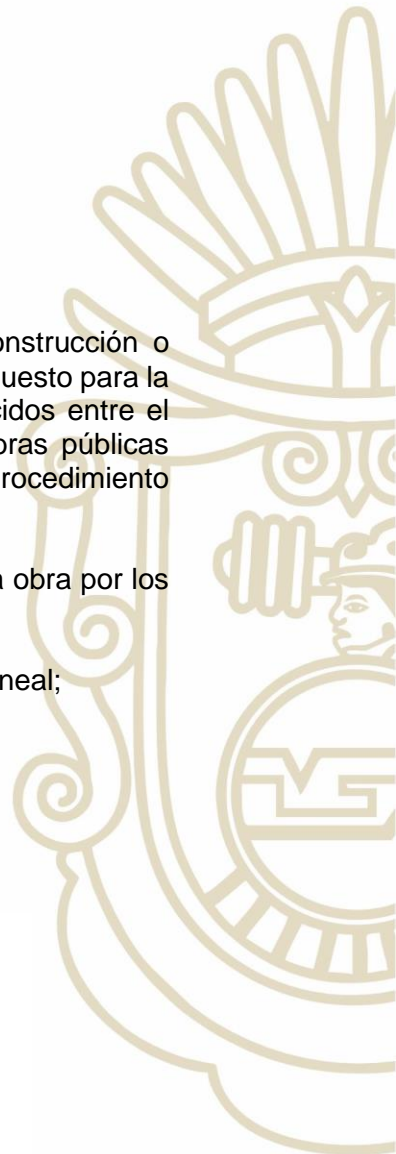 onstrucción o
uesto para la
cidos entre el
oras públicas
rocedimiento
a obra por los
neal;